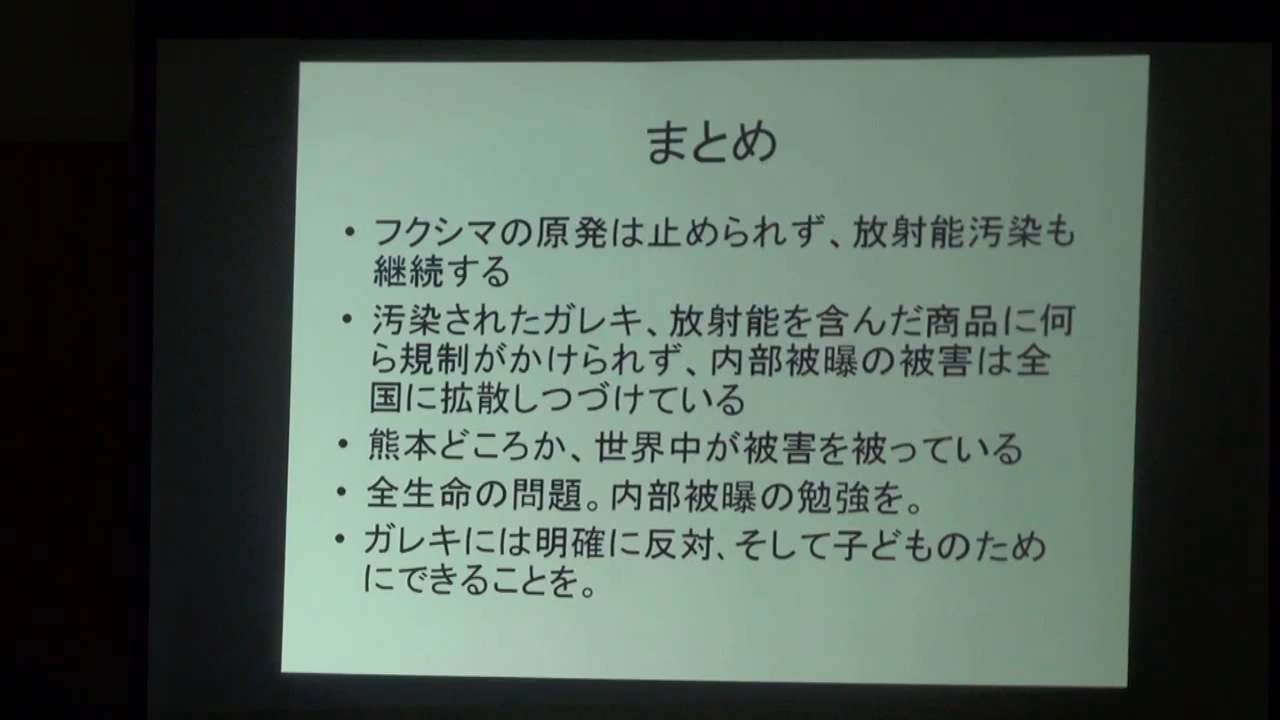 まとめ
・フクシマの原発は止められず、放射能汚染も
継続する
・汚染されたガレキ、放射能を含んだ商品に何
ら規制がかけられず、内部被曝の被害は全
国に拡散しつづけている
・熊本どころか、世界中が被害を被っている
・全生命の問題。内部被曝の勉強を。
・ガレキには明確に反対、そして子どものため
にできることを。